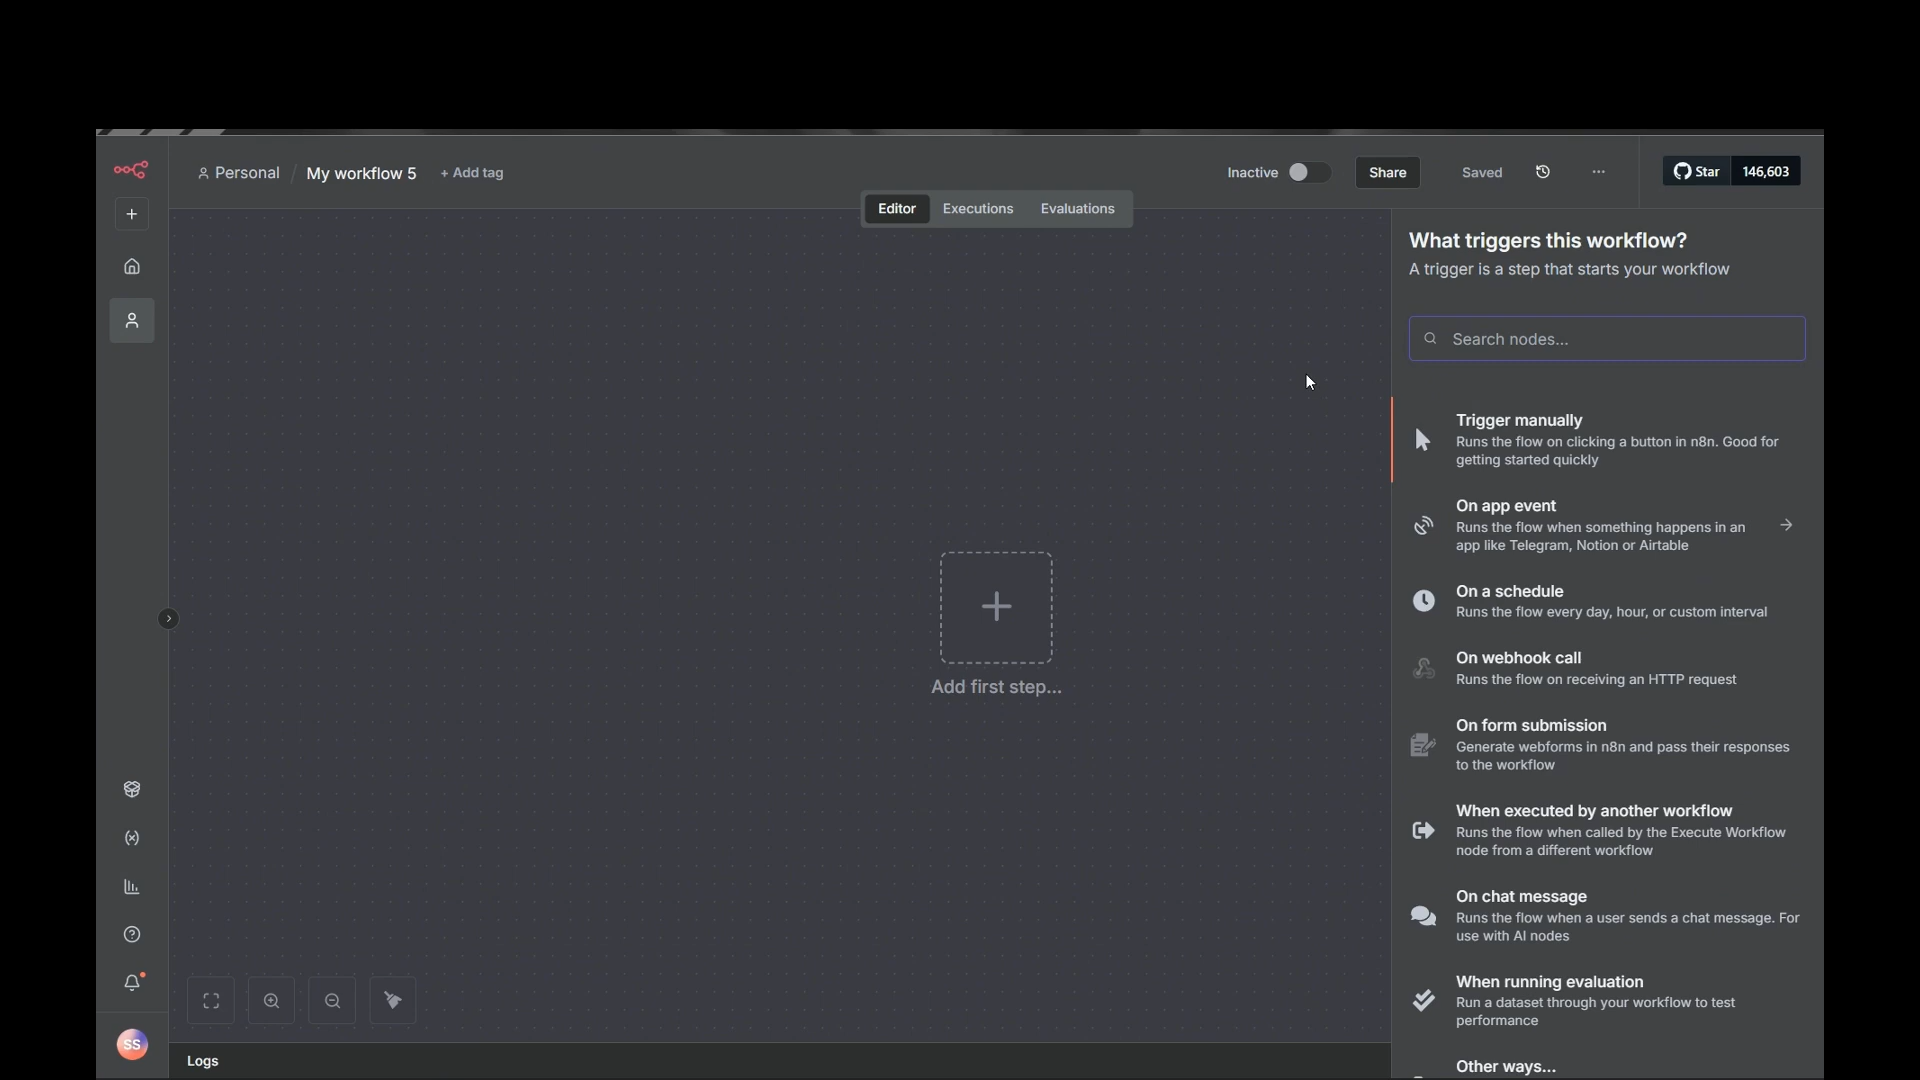 Personal / My workflow 5 + Add tag
Inactive Share Saved ... Star 146,603
Editor Executions Evaluations
What triggers this workflow?
A trigger is a step that starts your workflow
Search nodes...
Trigger manually
Runs the flow on clicking a button in n8n. Good for
getting started quickly
On app event
Runs the flow when something happens in an
app like Telegram, Notion or Airtable
On a schedule
Runs the flow every day, hour, or custom interval
On webhook call
Runs the flow on receiving an HTTP request
On form submission
Generate webforms in n8n and pass their responses
to the workflow
When executed by another workflow
Runs the flow when called by the Execute Workflow
node from a different workflow
On chat message
Runs the flow when a user sends a chat message. For
use with AI nodes
When running evaluation
Run a dataset through your workflow to test
performance
Other ways...
Add first step...
SS
Logs